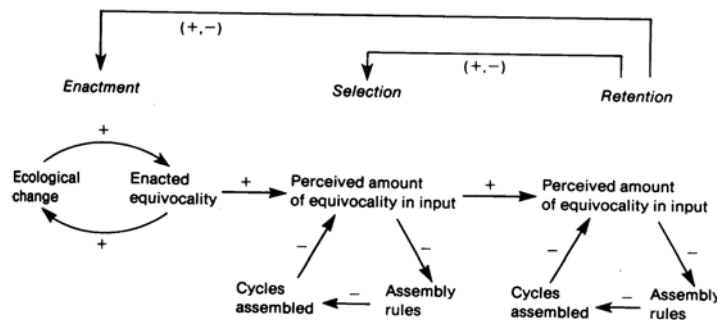 (+,-)
(+,-)
Enactment
Selection
Retention
+
Ecological
change
Enacted
equivocality
+
Perceived amount
of equivocality in input
+
Perceived amount
of equivocality in input
+
−
−
−
−
Cycles
assembled
−
Assembly
rules
Cycles
assembled
−
Assembly
rules